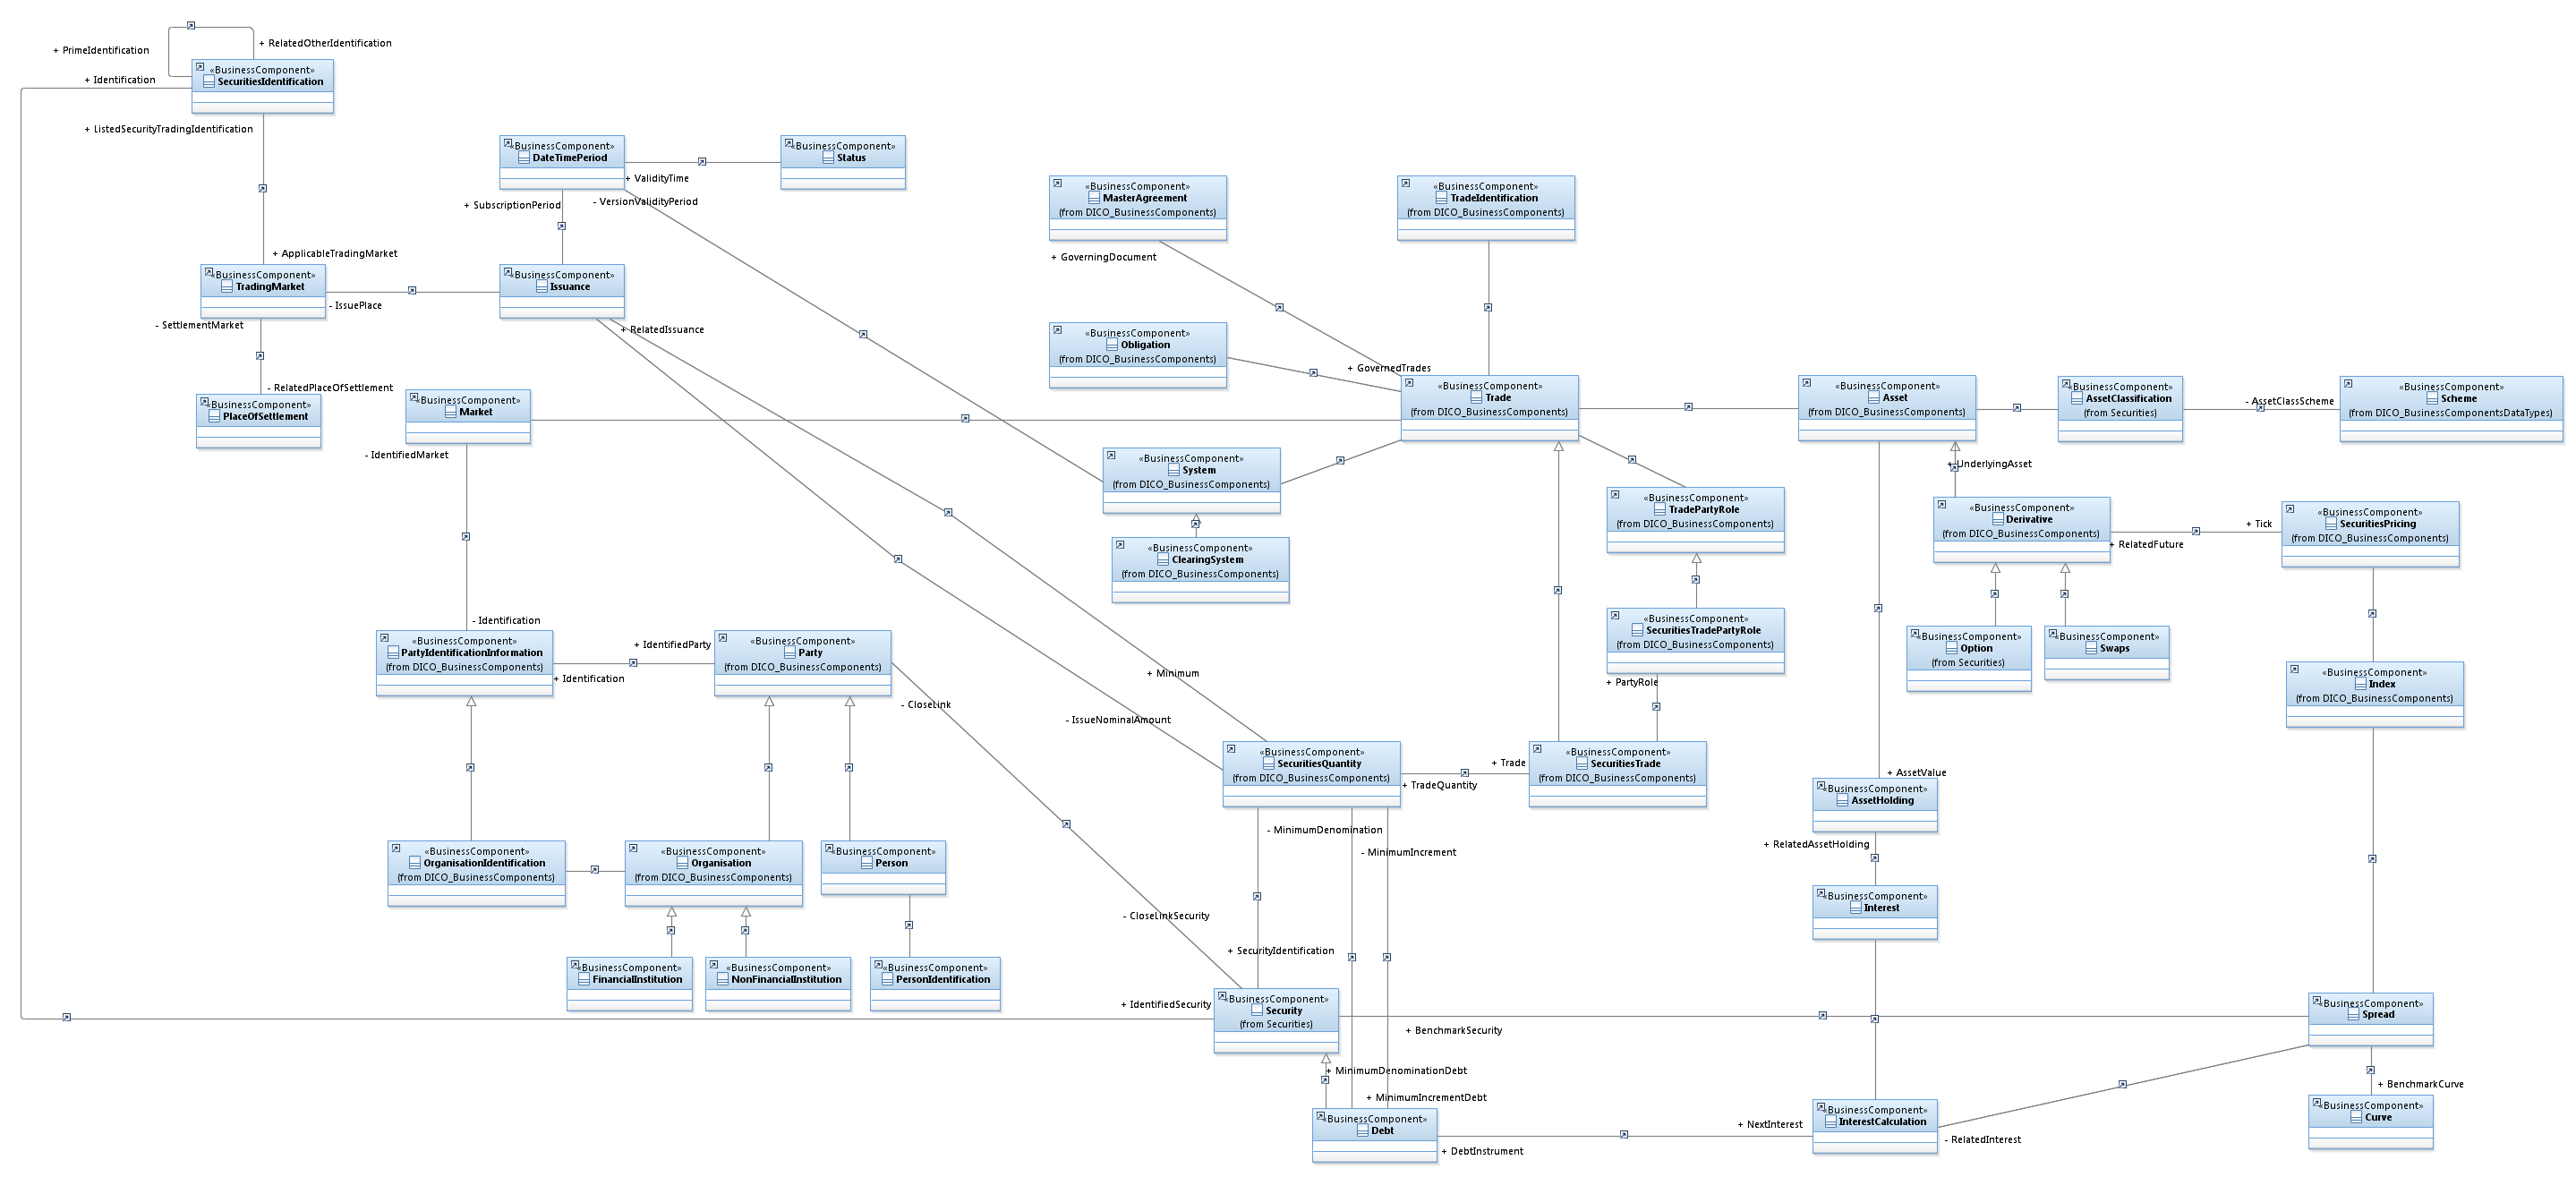 + PrimeIdentification
+ RelatedOtherIdentification
+ Identification
«BusinessComponent»
SecuritiesIdentification
+ ListedSecurityTradingIdentification
«BusinessComponent»
DateTimePeriod
«BusinessComponent»
Status
+ ValidityTime
+ SubscriptionPeriod
- VersionValidityPeriod
«BusinessComponent»
MasterAgreement
(from DICO_BusinessComponents)
«BusinessComponent»
TradeIdentification
(from DICO_BusinessComponents)
+ ApplicableTradingMarket
+ GoverningDocument
«BusinessComponent»
TradingMarket
«BusinessComponent»
Issuance
- IssuePlace
- SettlementMarket
+ RelatedIssuance
«BusinessComponent»
Obligation
(from DICO_BusinessComponents)
+ GovernedTrades
- RelatedPlaceOfSettlement
«BusinessComponent»
PlaceOfSettlement
«BusinessComponent»
Market
«BusinessComponent»
Trade
(from DICO_BusinessComponents)
«BusinessComponent»
Asset
(from DICO_BusinessComponents)
«BusinessComponent»
AssetClassification
(from Securities)
- AssetClassScheme
«BusinessComponent»
Scheme
(from DICO_BusinessComponentsDataTypes)
- IdentifiedMarket
«BusinessComponent»
System
(from DICO_BusinessComponents)
+ UnderlyingAsset
«BusinessComponent»
TradePartyRole
(from DICO_BusinessComponents)
«BusinessComponent»
Derivative
(from DICO_BusinessComponents)
+ RelatedFuture
+ Tick
«BusinessComponent»
SecuritiesPricing
(from DICO_BusinessComponents)
«BusinessComponent»
ClearingSystem
(from DICO_BusinessComponents)
- Identification
«BusinessComponent»
PartyIdentificationInformation
(from DICO_BusinessComponents)
+ IdentifiedParty
+ Identification
«BusinessComponent»
Party
(from DICO_BusinessComponents)
«BusinessComponent»
SecuritiesTradePartyRole
(from DICO_BusinessComponents)
«BusinessComponent»
Option
(from Securities)
«BusinessComponent»
Swaps
+ Minimum
+ PartyRole
«BusinessComponent»
Index
(from DICO_BusinessComponents)
- CloseLink
- IssueNominalAmount
«BusinessComponent»
SecuritiesQuantity
(from DICO_BusinessComponents)
+ Trade
+ TradeQuantity
«BusinessComponent»
SecuritiesTrade
(from DICO_BusinessComponents)
+ AssetValue
«BusinessComponent»
AssetHolding
- MinimumDenomination
- MinimumIncrement
+ RelatedAssetHolding
«BusinessComponent»
OrganisationIdentification
(from DICO_BusinessComponents)
«BusinessComponent»
Organisation
(from DICO_BusinessComponents)
«BusinessComponent»
Person
«BusinessComponent»
Interest
- CloseLinkSecurity
+ SecurityIdentification
«BusinessComponent»
FinancialInstitution
«BusinessComponent»
NonFinancialInstitution
«BusinessComponent»
PersonIdentification
+ IdentifiedSecurity
«BusinessComponent»
Security
(from Securities)
+ BenchmarkSecurity
«BusinessComponent»
Spread
+ MinimumDenominationDebt
+ BenchmarkCurve
+ MinimumIncrementDebt
«BusinessComponent»
Debt
+ NextInterest
+ DebtInstrument
«BusinessComponent»
InterestCalculation
- RelatedInterest
«BusinessComponent»
Curve